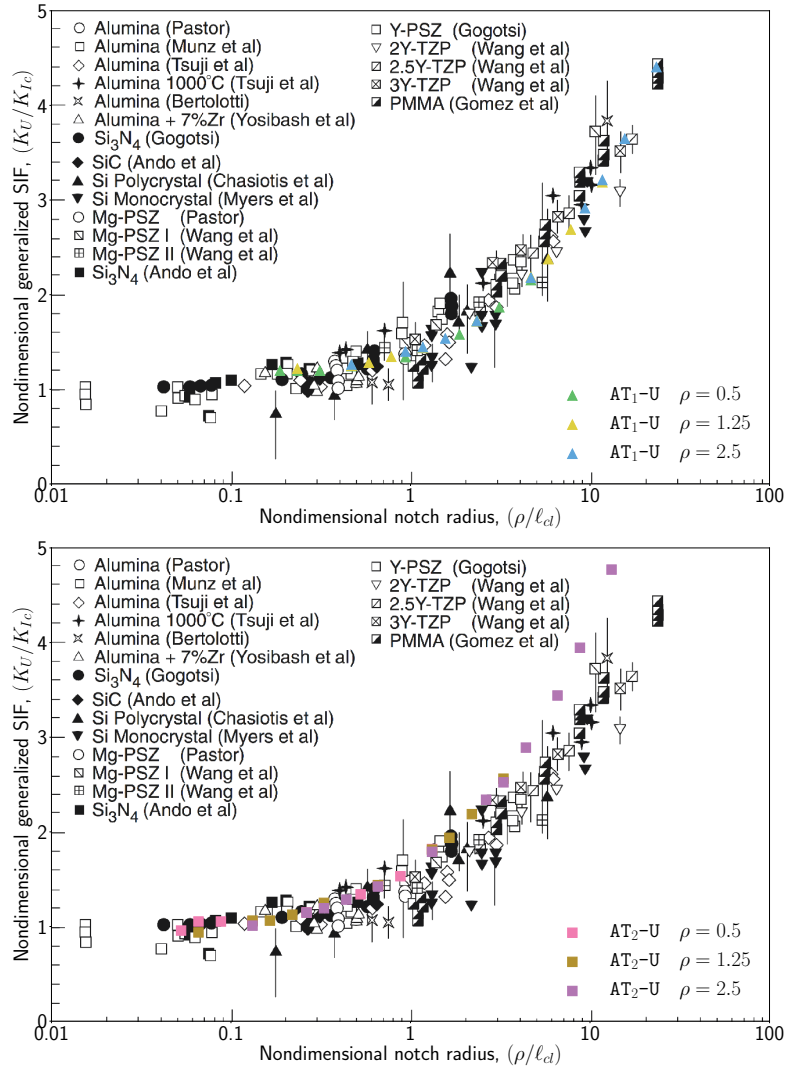 Nondimensional generalized SIF, (K_U/K_{Ic})
5
4
3
2
1
0
Alumina (Pastor)
Alumina (Munz et al)
Alumina (Tsuji et al)
Alumina 1000°C (Tsuji et al)
Alumina (Bertolotti)
Alumina + 7%Zr (Yosibash et al)
Si₃N₄ (Gogotsi)
SiC (Ando et al)
Si Polycrystal (Chasiotis et al)
Si Monocrystal (Myers et al)
Mg-PSZ (Pastor)
Mg-PSZ I (Wang et al)
Mg-PSZ II (Wang et al)
Si₃N₄ (Ando et al)
Y-PSZ (Gogotsi)
2Y-TZP (Wang et al)
2.5Y-TZP (Wang et al)
3Y-TZP (Wang et al)
PMMA (Gomez et al)
AT₁-U ρ = 0.5
AT₁-U ρ = 1.25
AT₁-U ρ = 2.5
0.01 0.1 1 10 100
Nondimensional notch radius, (ρ/ℓ_{cl})
Nondimensional generalized SIF, (K_U/K_{Ic})
5
4
3
2
1
0
Alumina (Pastor)
Alumina (Munz et al)
Alumina (Tsuji et al)
Alumina 1000°C (Tsuji et al)
Alumina (Bertolotti)
Alumina + 7%Zr (Yosibash et al)
Si₃N₄ (Gogotsi)
SiC (Ando et al)
Si Polycrystal (Chasiotis et al)
Si Monocrystal (Myers et al)
Mg-PSZ (Pastor)
Mg-PSZ I (Wang et al)
Mg-PSZ II (Wang et al)
Si₃N₄ (Ando et al)
Y-PSZ (Gogotsi)
2Y-TZP (Wang et al)
2.5Y-TZP (Wang et al)
3Y-TZP (Wang et al)
PMMA (Gomez et al)
AT₂-U ρ = 0.5
AT₂-U ρ = 1.25
AT₂-U ρ = 2.5
0.01 0.1 1 10 100
Nondimensional notch radius, (ρ/ℓ_{cl})